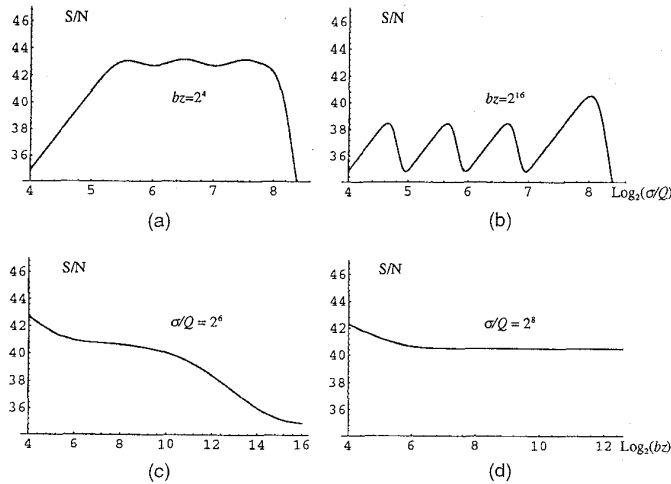 S/N
46
42
40
38
36
4 5 6 7 8
bz=2⁴
(a)
S/N
46
44
42
40
38
36
4 5 6 7 8 Log₂(σ/Q)
bz=2¹⁶
(b)
S/N
46
44
42
40
38
36
4 6 8 10 12 14 16
σ/Q = 2⁶
(c)
S/N
46
44
42
40
38
36
4 6 8 10 12 Log₂(bz)
σ/Q = 2⁸
(d)